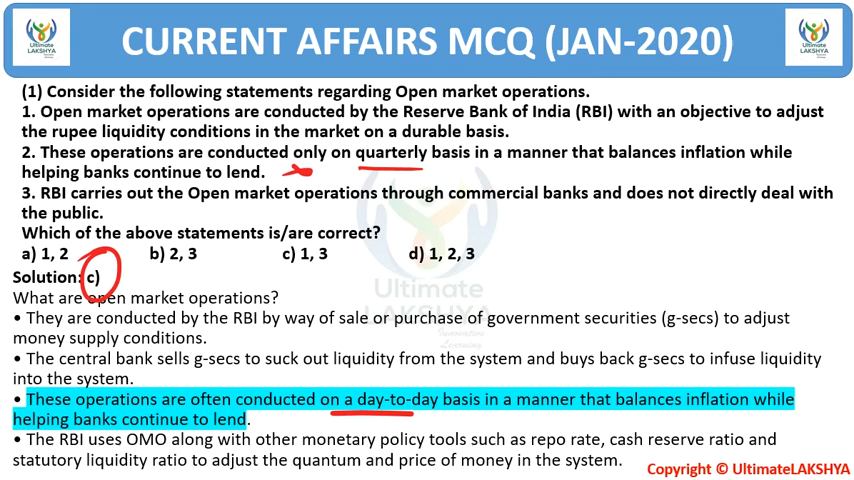 Ultimate
LAKSHYA
CURRENT AFFAIRS MCQ (JAN-2020)
Ultimate
LAKSHYA
(1) Consider the following statements regarding Open market operations.
1. Open market operations are conducted by the Reserve Bank of India (RBI) with an objective to adjust
the rupee liquidity conditions in the market on a durable basis.
2. These operations are conducted only on quarterly basis in a manner that balances inflation while
helping banks continue to lend.
3. RBI carries out the Open market operations through commercial banks and does not directly deal with
the public.
Which of the above statements is/are correct?
a) 1, 2 b) 2, 3 c) 1, 3 d) 1, 2, 3
Solution: c)
What are open market operations?
• They are conducted by the RBI by way of sale or purchase of government securities (g-secs) to adjust
money supply conditions.
• The central bank sells g-secs to suck out liquidity from the system and buys back g-secs to infuse liquidity
into the system.
• These operations are often conducted on a day-to-day basis in a manner that balances inflation while
helping banks continue to lend.
• The RBI uses OMO along with other monetary policy tools such as repo rate, cash reserve ratio and
statutory liquidity ratio to adjust the quantum and price of money in the system.
Ultimate
LAKSHYA
Innovative
Learning
Copyright © UltimateLAKSHYA